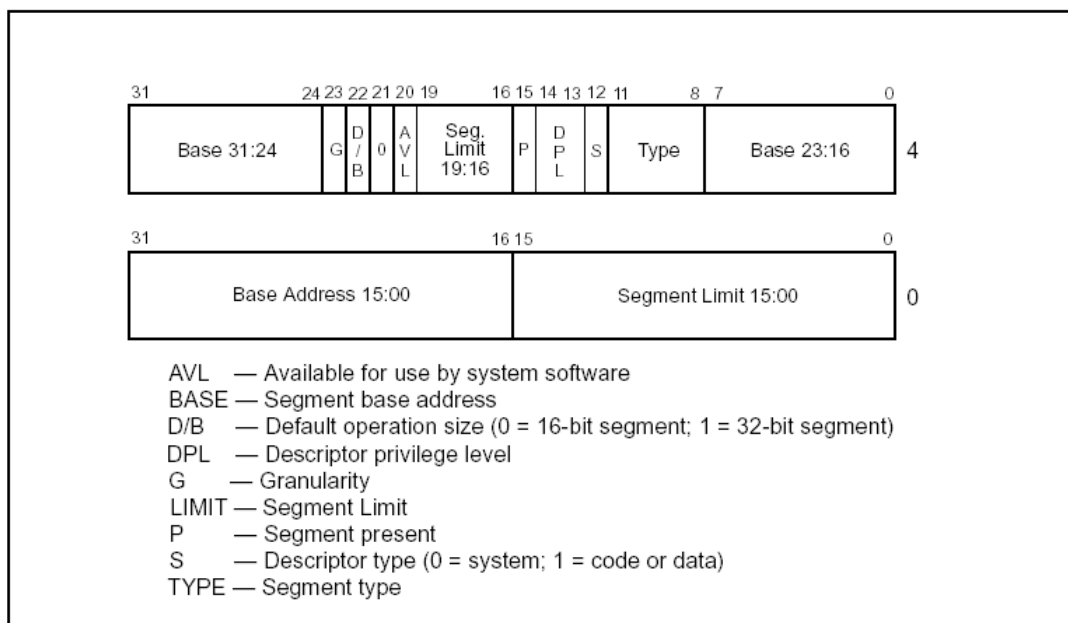 31 24 23 22 21 20 19 16 15 14 13 12 11 8 7 0
Base 31:24 G D/B 0 AVL Seg. Limit 19:16 P DPL S Type Base 23:16 4
31 16 15 0
Base Address 15:00 Segment Limit 15:00 0
AVL — Available for use by system software
BASE — Segment base address
D/B — Default operation size (0 = 16-bit segment; 1 = 32-bit segment)
DPL — Descriptor privilege level
G — Granularity
LIMIT — Segment Limit
P — Segment present
S — Descriptor type (0 = system; 1 = code or data)
TYPE — Segment type